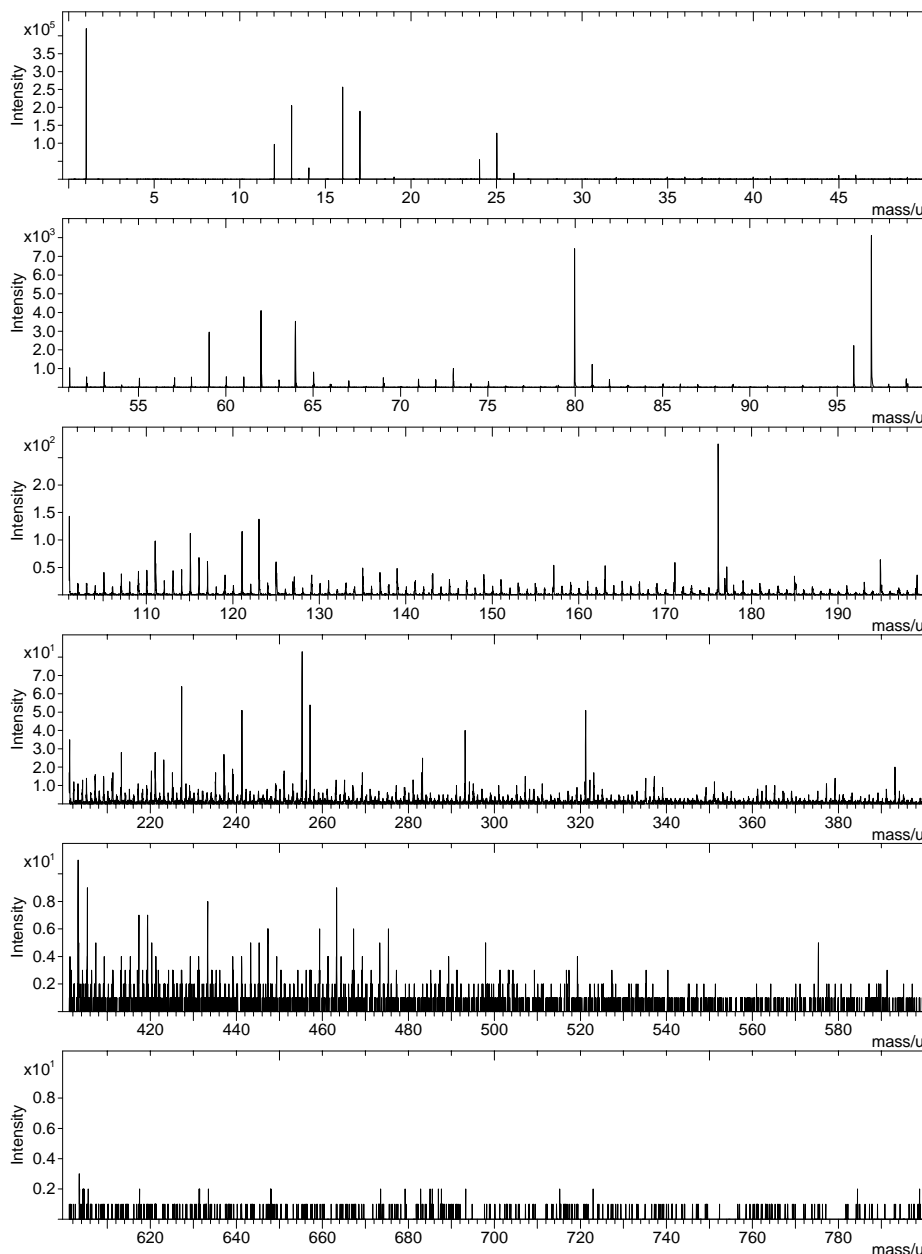 x10⁵
Intensity
3.5
3.0
2.5
2.0
1.5
1.0
5 10 15 20 25 30 35 40 45
mass/u
x10³
Intensity
7.0
6.0
5.0
4.0
3.0
2.0
1.0
55 60 65 70 75 80 85 90 95
mass/u
x10²
Intensity
2.0
1.5
1.0
0.5
110 120 130 140 150 160 170 180 190
mass/u
x10¹
Intensity
7.0
6.0
5.0
4.0
3.0
2.0
1.0
220 240 260 280 300 320 340 360 380
mass/u
x10¹
Intensity
0.8
0.6
0.4
0.2
420 440 460 480 500 520 540 560 580
mass/u
x10¹
Intensity
0.8
0.6
0.4
0.2
620 640 660 680 700 720 740 760 780
mass/u